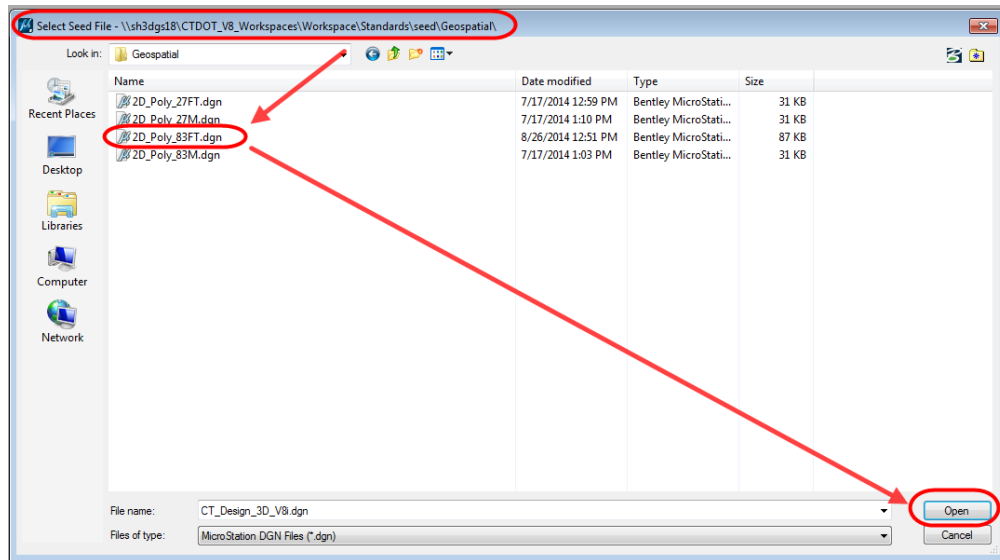 Select Seed File - \\sh3dgs18\CTDOT_V8_Workspaces\Workspace\Standards\seed\Geospatial\
Look in: Geospatial
Name Date modified Type Size
2D_Poly_27FT.dgn 7/17/2014 12:59 PM Bentley MicroStati... 31 KB
2D_Poly_27M.dgn 7/17/2014 1:10 PM Bentley MicroStati... 31 KB
2D_Poly_83FT.dgn 8/26/2014 12:51 PM Bentley MicroStati... 87 KB
2D_Poly_83M.dgn 7/17/2014 1:03 PM Bentley MicroStati... 31 KB
Recent Places
Desktop
Libraries
Computer
Network
File name: CT_Design_3D_V8i.dgn Open
Files of type: MicroStation DGN Files (*.dgn) Cancel